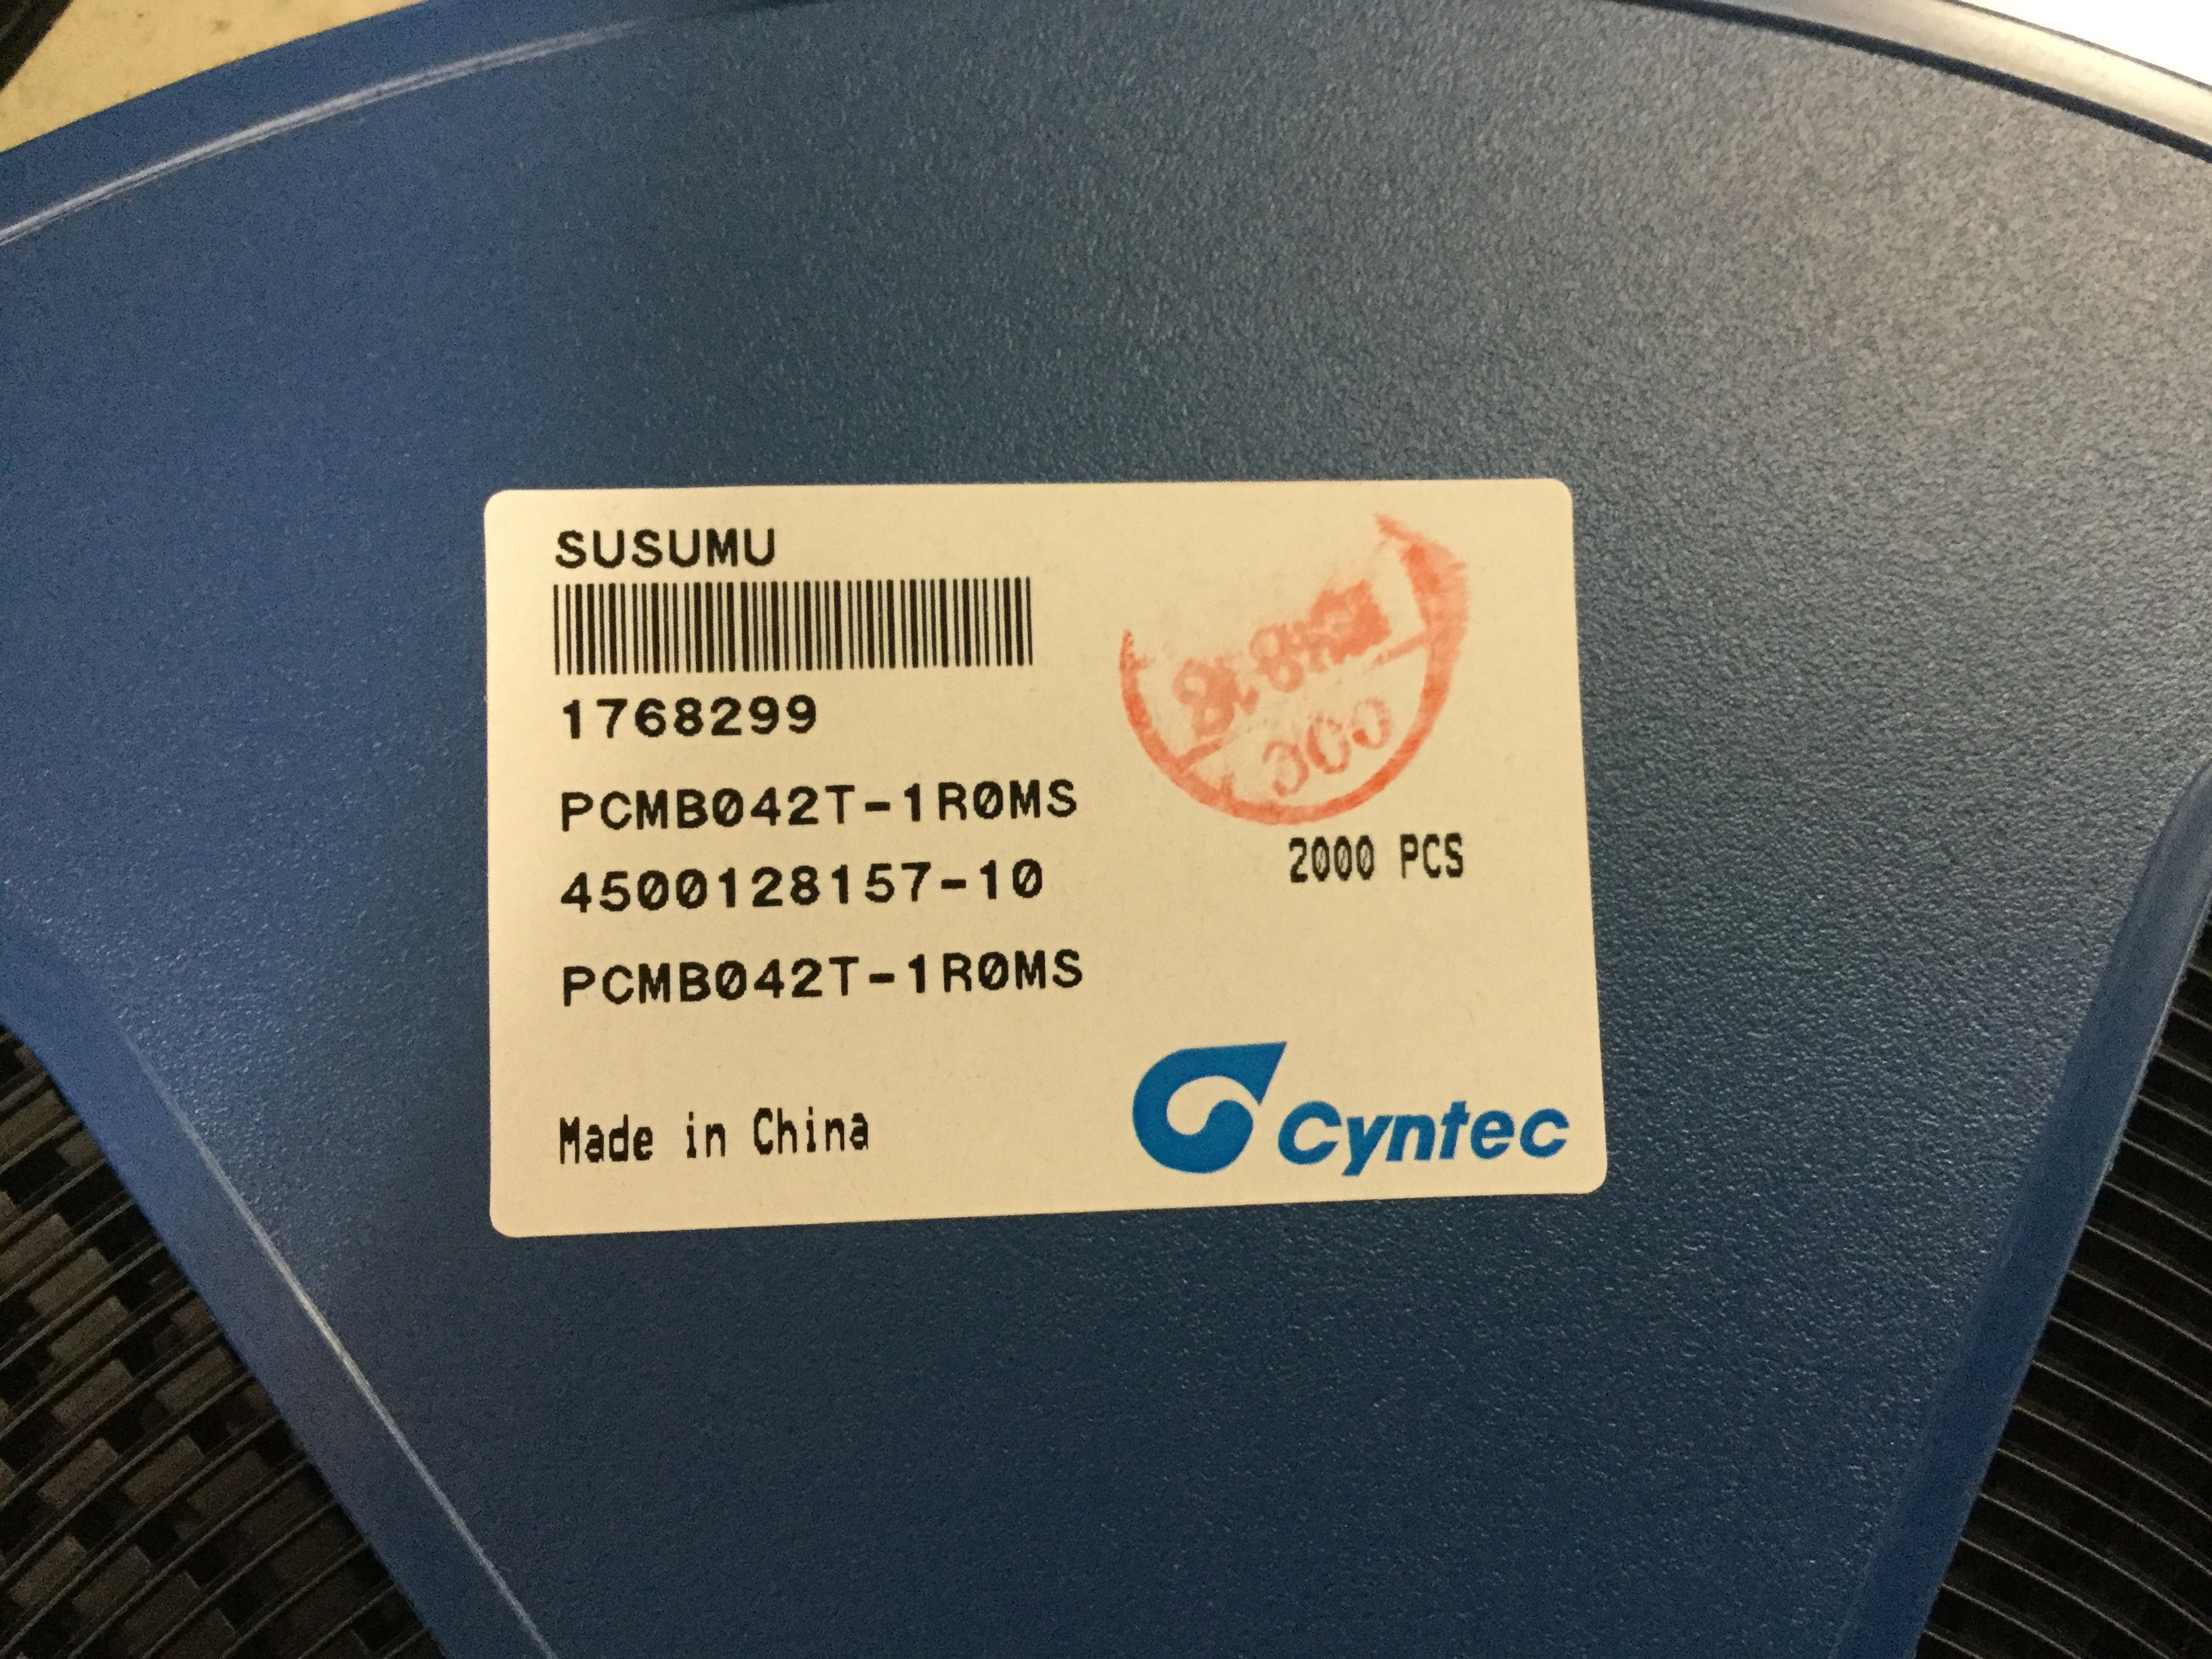 SUSUMU
1768299
PCMB042T-1R0MS
4500128157-10
2000 PCS
PCMB042T-1R0MS
Made in China
Cyntec